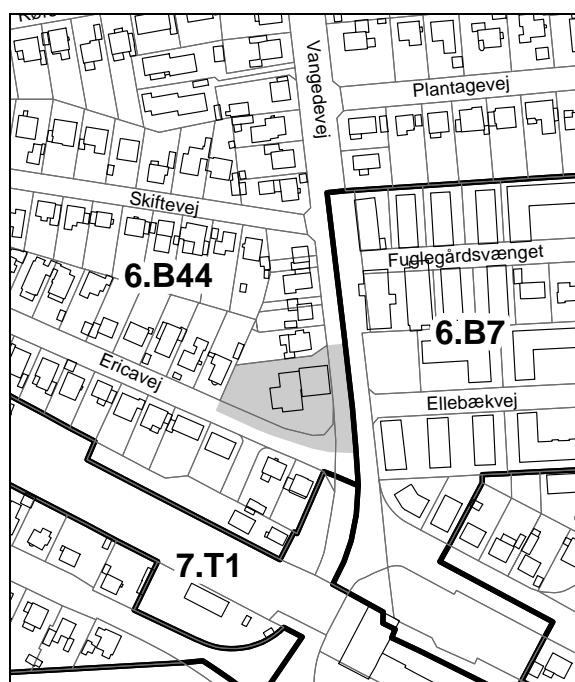 Vangedevej
Plantagevej
Skiftevej
Fuglegårdsvænget
6.B44
6.B7
Ericavej
Ellebækvej
7.T1